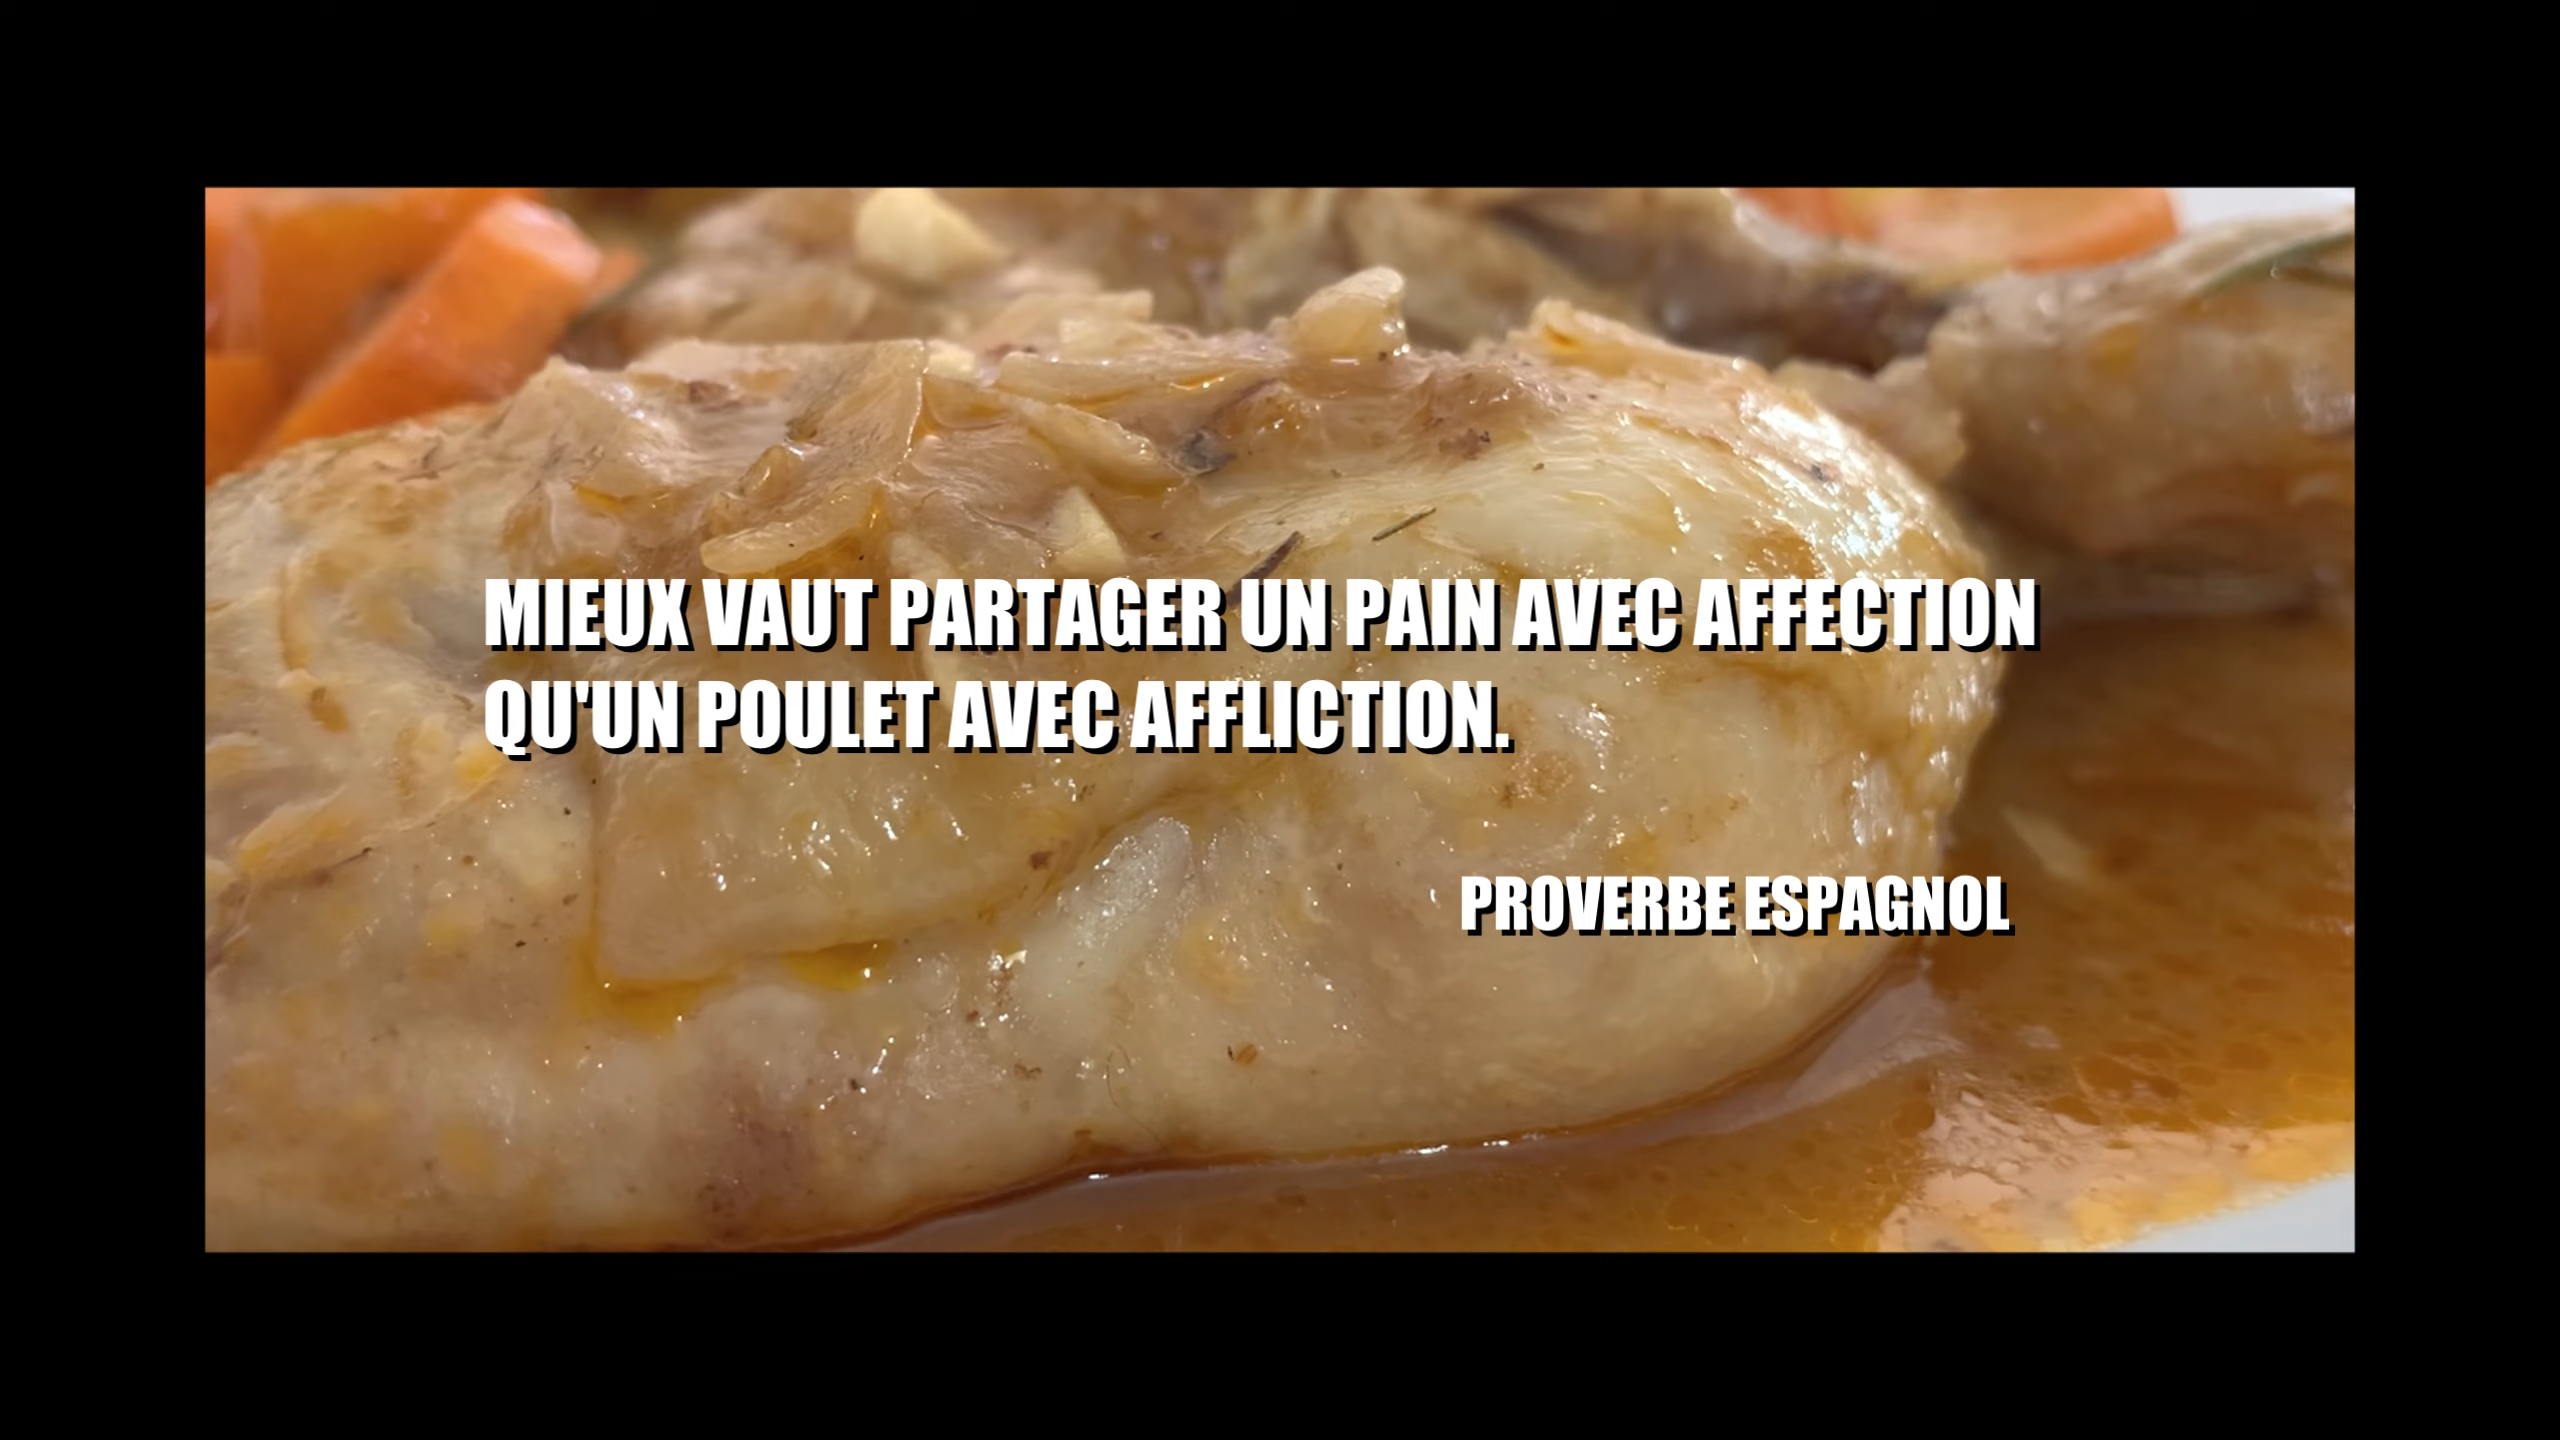 MIEUX VAUT PARTAGER UN PAIN AVEC AFFECTION
QU'UN POULET AVEC AFFLICTION.
PROVERBE ESPAGNOL